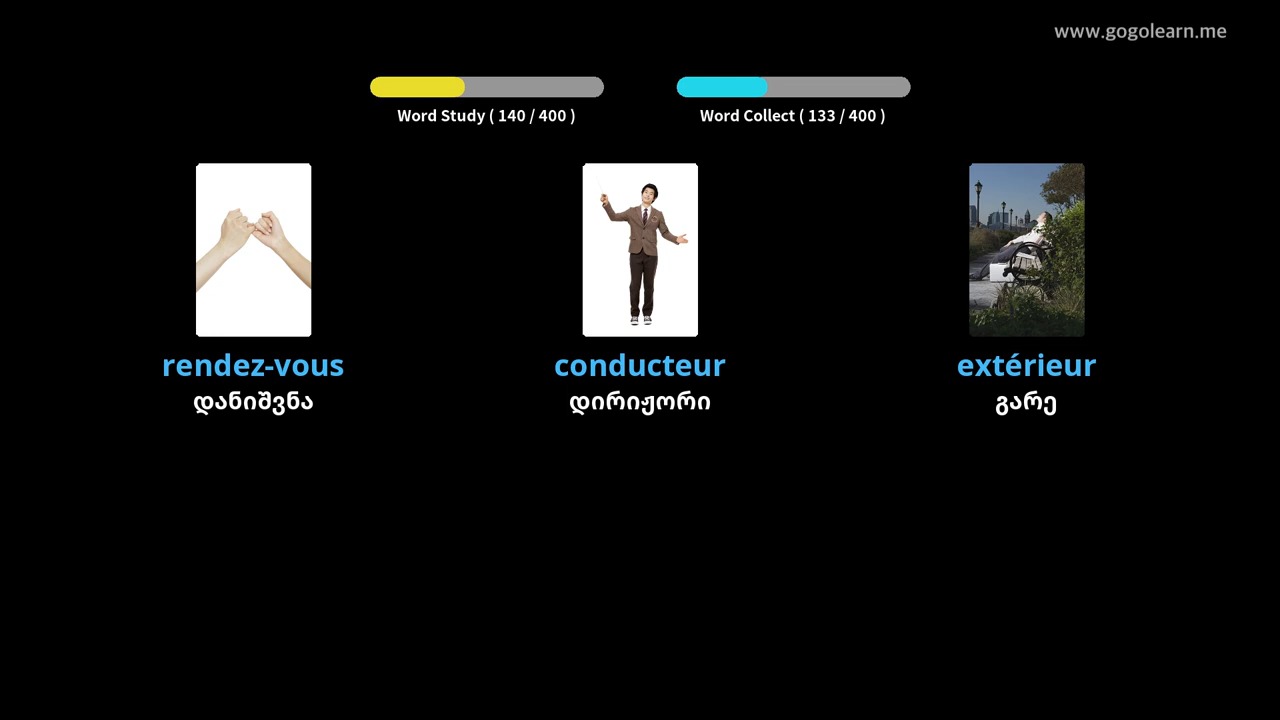 www.gogolearn.me
Word Study ( 140 / 400 )
Word Collect ( 133 / 400 )
rendez-vous
დანიშვნა
conducteur
დირიჟორი
extérieur
გარე